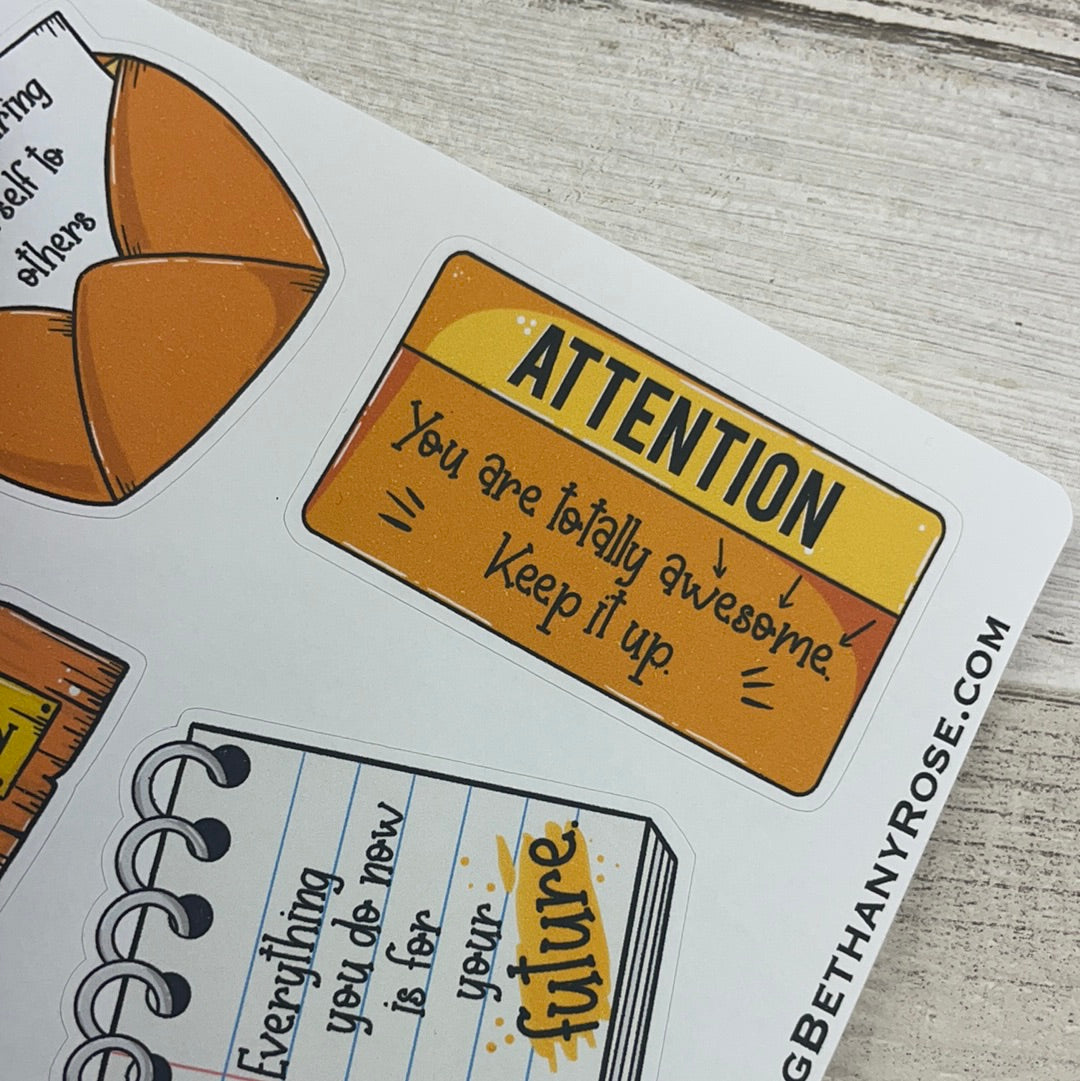 self to
others
ATTENTION
You are totally awesome.
Keep it up.
Everything
you do now
is for
your
future.
GBETHANYROSE.COM